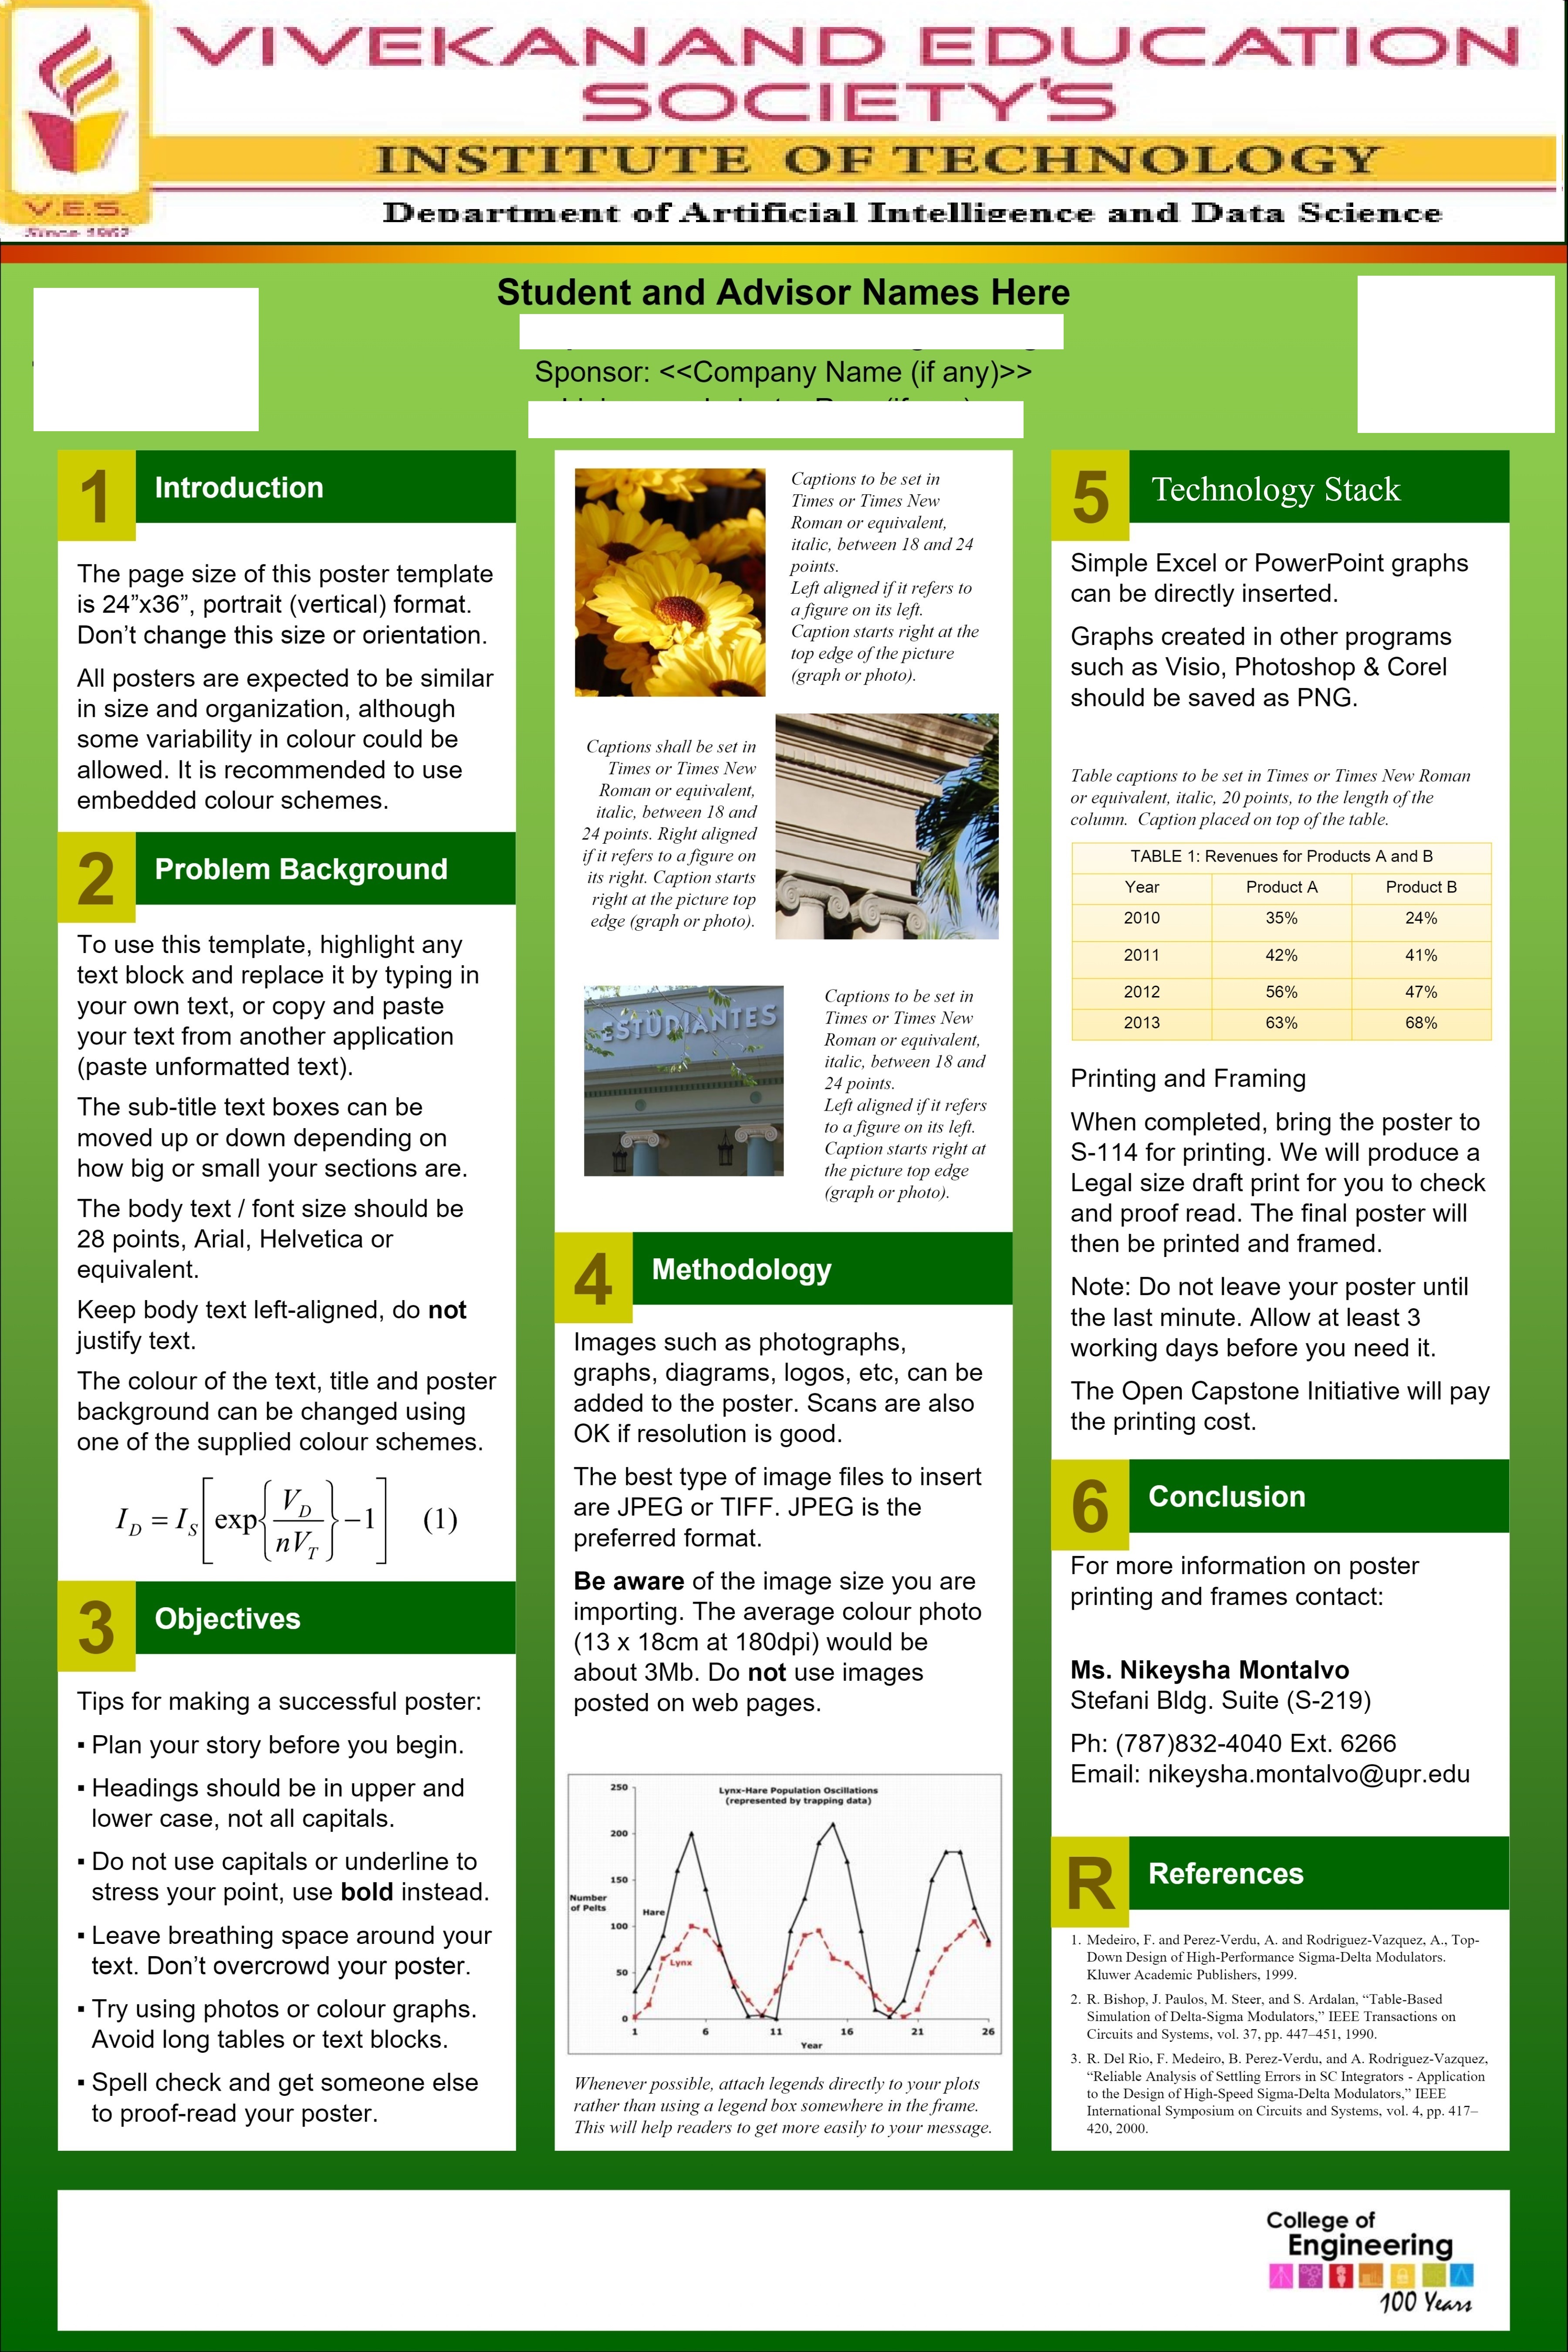 VIVEKANAND EDUCATION
SOCIETY'S
INSTITUTE OF TECHNOLOGY
V.E.S.
Since 1962
Department of Artificial Intelligence and Data Science
Student and Advisor Names Here
Sponsor: <<Company Name (if any)>>
1
Introduction
The page size of this poster template
is 24”x36”, portrait (vertical) format.
Don’t change this size or orientation.
All posters are expected to be similar
in size and organization, although
some variability in colour could be
allowed. It is recommended to use
embedded colour schemes.
2
Problem Background
To use this template, highlight any
text block and replace it by typing in
your own text, or copy and paste
your text from another application
(paste unformatted text).
The sub-title text boxes can be
moved up or down depending on
how big or small your sections are.
The body text / font size should be
28 points, Arial, Helvetica or
equivalent.
Keep body text left-aligned, do not
justify text.
The colour of the text, title and poster
background can be changed using
one of the supplied colour schemes.
I_D = I_S [exp{V_D / nV_T} −1] (1)
3
Objectives
Tips for making a successful poster:
▪ Plan your story before you begin.
▪ Headings should be in upper and
lower case, not all capitals.
▪ Do not use capitals or underline to
stress your point, use bold instead.
▪ Leave breathing space around your
text. Don’t overcrowd your poster.
▪ Try using photos or colour graphs.
Avoid long tables or text blocks.
▪ Spell check and get someone else
to proof-read your poster.
Captions to be set in
Times or Times New
Roman or equivalent,
italic, between 18 and 24
points.
Left aligned if it refers to
a figure on its left.
Caption starts right at the
top edge of the picture
(graph or photo).
Captions shall be set in
Times or Times New
Roman or equivalent,
italic, between 18 and
24 points. Right aligned
if it refers to a figure on
its right. Caption starts
right at the picture top
edge (graph or photo).
ESTUDIANTES
Captions to be set in
Times or Times New
Roman or equivalent,
italic, between 18 and
24 points.
Left aligned if it refers
to a figure on its left.
Caption starts right at
the picture top edge
(graph or photo).
4
Methodology
Images such as photographs,
graphs, diagrams, logos, etc, can be
added to the poster. Scans are also
OK if resolution is good.
The best type of image files to insert
are JPEG or TIFF. JPEG is the
preferred format.
Be aware of the image size you are
importing. The average colour photo
(13 x 18cm at 180dpi) would be
about 3Mb. Do not use images
posted on web pages.
Lynx-Hare Population Oscillations
(represented by trapping data)
250
200
150
100
50
0
Number
of Pelts
Hare
Lynx
1 6 11 16 21 26
Year
Whenever possible, attach legends directly to your plots
rather than using a legend box somewhere in the frame.
This will help readers to get more easily to your message.
5
Technology Stack
Simple Excel or PowerPoint graphs
can be directly inserted.
Graphs created in other programs
such as Visio, Photoshop & Corel
should be saved as PNG.
Table captions to be set in Times or Times New Roman
or equivalent, italic, 20 points, to the length of the
column. Caption placed on top of the table.
TABLE 1: Revenues for Products A and B
Year Product A Product B
2010 35% 24%
2011 42% 41%
2012 56% 47%
2013 63% 68%
Printing and Framing
When completed, bring the poster to
S-114 for printing. We will produce a
Legal size draft print for you to check
and proof read. The final poster will
then be printed and framed.
Note: Do not leave your poster until
the last minute. Allow at least 3
working days before you need it.
The Open Capstone Initiative will pay
the printing cost.
6
Conclusion
For more information on poster
printing and frames contact:
Ms. Nikeysha Montalvo
Stefani Bldg. Suite (S-219)
Ph: (787)832-4040 Ext. 6266
Email: nikeysha.montalvo@upr.edu
R
References
1. Medeiro, F. and Perez-Verdu, A. and Rodriguez-Vazquez, A., Top-
Down Design of High-Performance Sigma-Delta Modulators.
Kluwer Academic Publishers, 1999.
2. R. Bishop, J. Paulos, M. Steer, and S. Ardalan, “Table-Based
Simulation of Delta-Sigma Modulators,” IEEE Transactions on
Circuits and Systems, vol. 37, pp. 447–451, 1990.
3. R. Del Rio, F. Medeiro, B. Perez-Verdu, and A. Rodriguez-Vazquez,
“Reliable Analysis of Settling Errors in SC Integrators - Application
to the Design of High-Speed Sigma-Delta Modulators,” IEEE
International Symposium on Circuits and Systems, vol. 4, pp. 417–
420, 2000.
College of
Engineering
100 Years